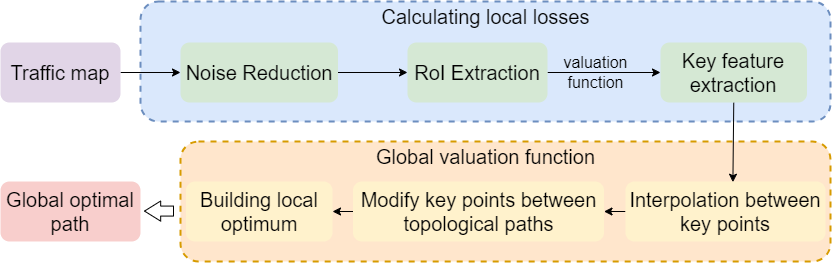 Calculating local losses
Traffic map
Noise Reduction
RoI Extraction
valuation
function
Key feature
extraction
Global valuation function
Global optimal
path
Building local
optimum
Modify key points between
topological paths
Interpolation between
key points